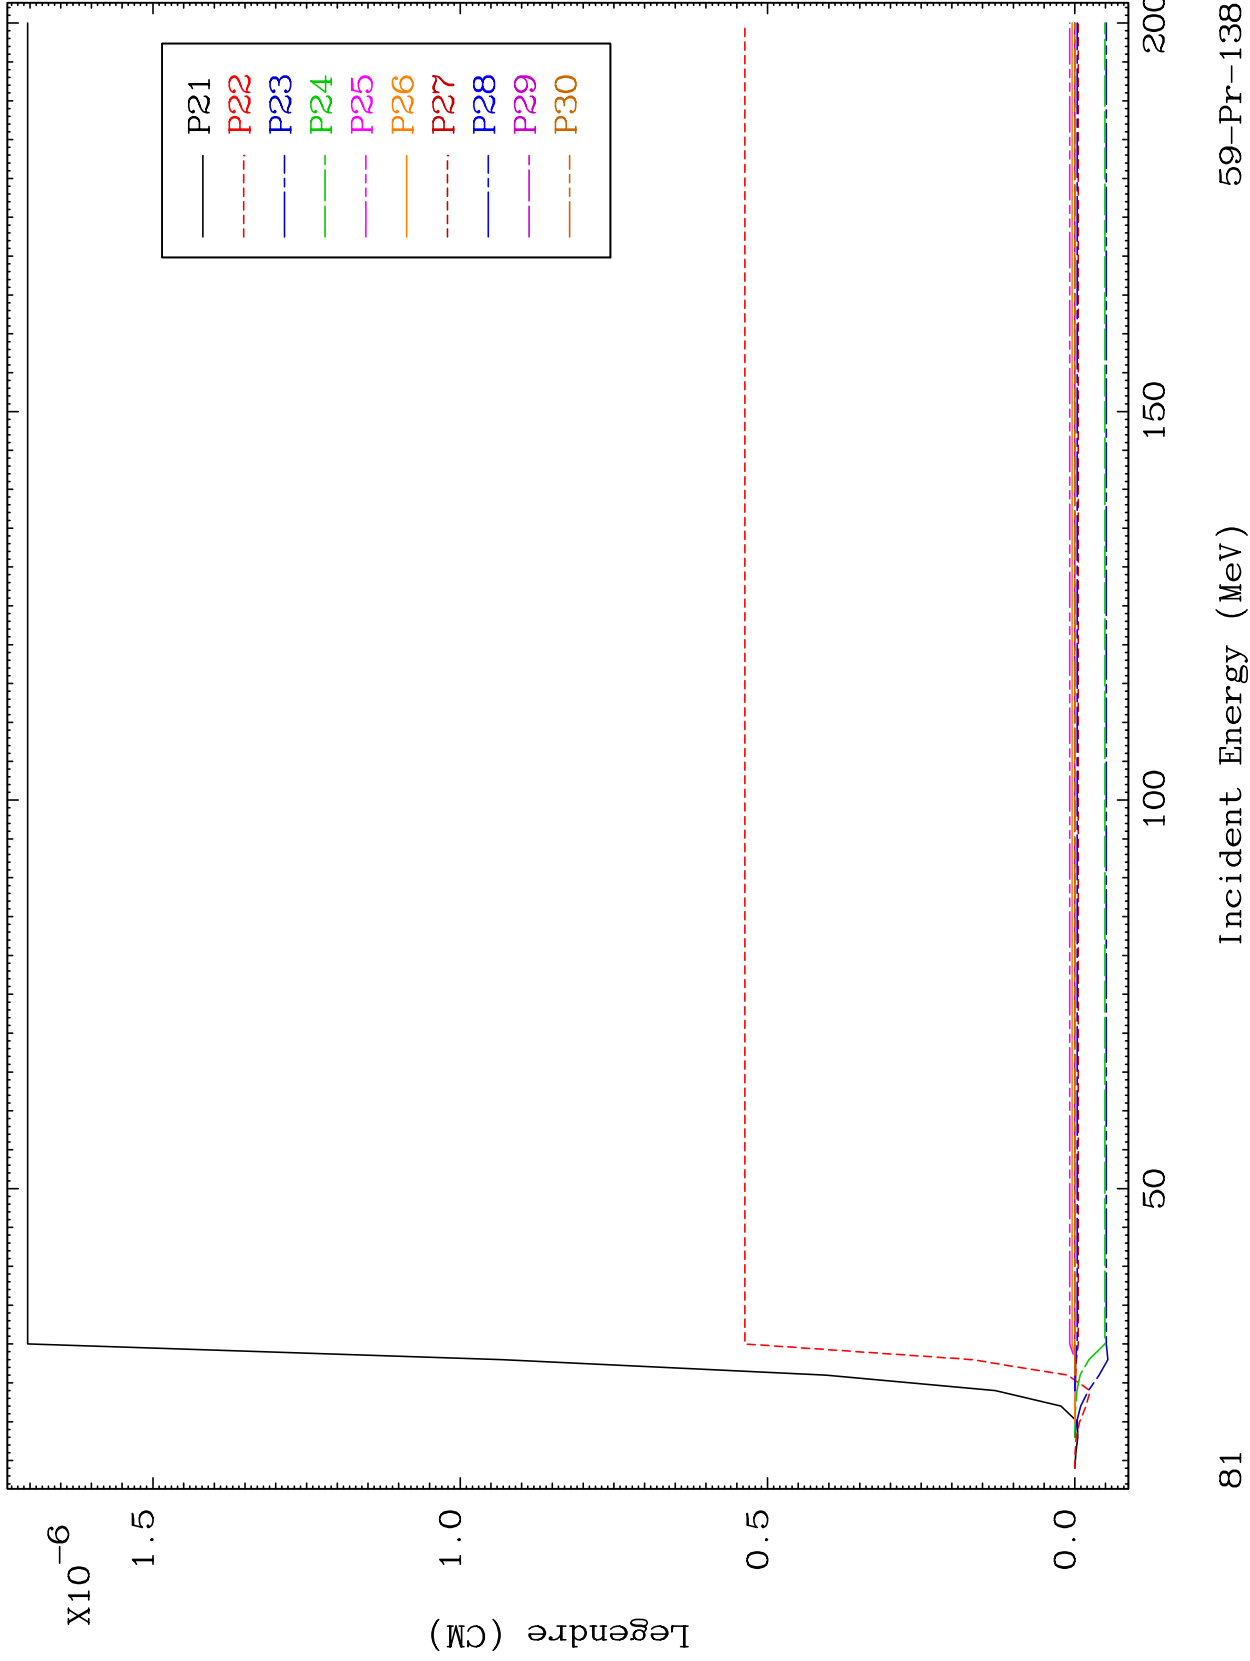 X10−6
1.5
1.0
0.5
0.0
Legendre (CM)
P21
P22
P23
P24
P25
P26
P27
P28
P29
P30
50
100
150
200
Incident Energy (MeV)
81
59−Pr−138